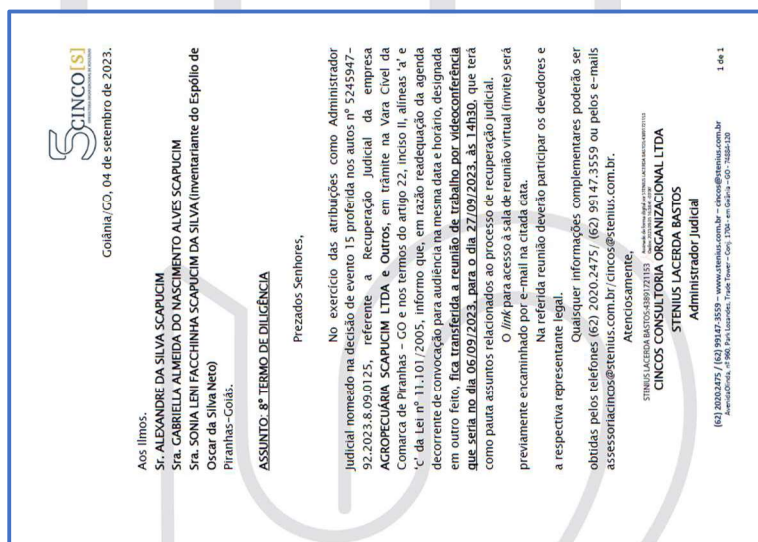 5CINCO[S]
Goiânia/GO, 04 de setembro de 2023.
Aos Ilmos.
Sr. ALEXANDRE DA SILVA SCAPUCIM
Sra. GABRIELLA ALMEIDA DO NASCIMENTO ALVES SCAPUCIM
Sra. SONIA LENI FACCHINHA SCAPUCIM DA SILVA (Inventariante do Espólio de
Oscar da Silva Neto)
Piranhas-Goiás.
ASSUNTO: 8º TERMO DE DILIGÊNCIA
Prezados Senhores,
No exercício das atribuições como Administrador
Judicial nomeado na decisão de evento 15 proferida nos autos nº 5245947-
92.2023.8.09.0125, referente a Recuperação Judicial da empresa
AGROPECUÁRIA SCAPUCIM LTDA e Outros, em trâmite na Vara Cível da
Comarca de Piranhas – GO e nos termos do artigo 22, inciso II, alíneas 'a' e
'c' da Lei nº 11.101/2005, informo que, em razão readequação da agenda
decorrente de convocação para audiência na mesma data e horário, designada
em outro feito, fica transferida a reunião de trabalho por videoconferência
que seria no dia 06/09/2023, para o dia 27/09/2023, às 14h30, que terá
como pauta assuntos relacionados ao processo de recuperação judicial.
O link para acesso à sala de reunião virtual (invite) será
previamente encaminhado por e-mail na citada data.
Na referida reunião deverão participar os devedores e
a respectiva representante legal.
Quaisquer informações complementares poderão ser
obtidas pelos telefones (62) 2020.2475/ (62) 99147.3559 ou pelos e-mails
assessoriacincos@stenius.com.br/cincos@stenius.com.br.
Atenciosamente,
STENIUS LACERDA BASTOS:43891721153
CINCOS CONSULTORIA ORGANIZACIONAL LTDA
STENIUS LACERDA BASTOS
Administrador Judicial
(62) 2020.2475 / (62) 99147-3559 – www.stenius.com.br – cincos@stenius.com.br
1 de 1